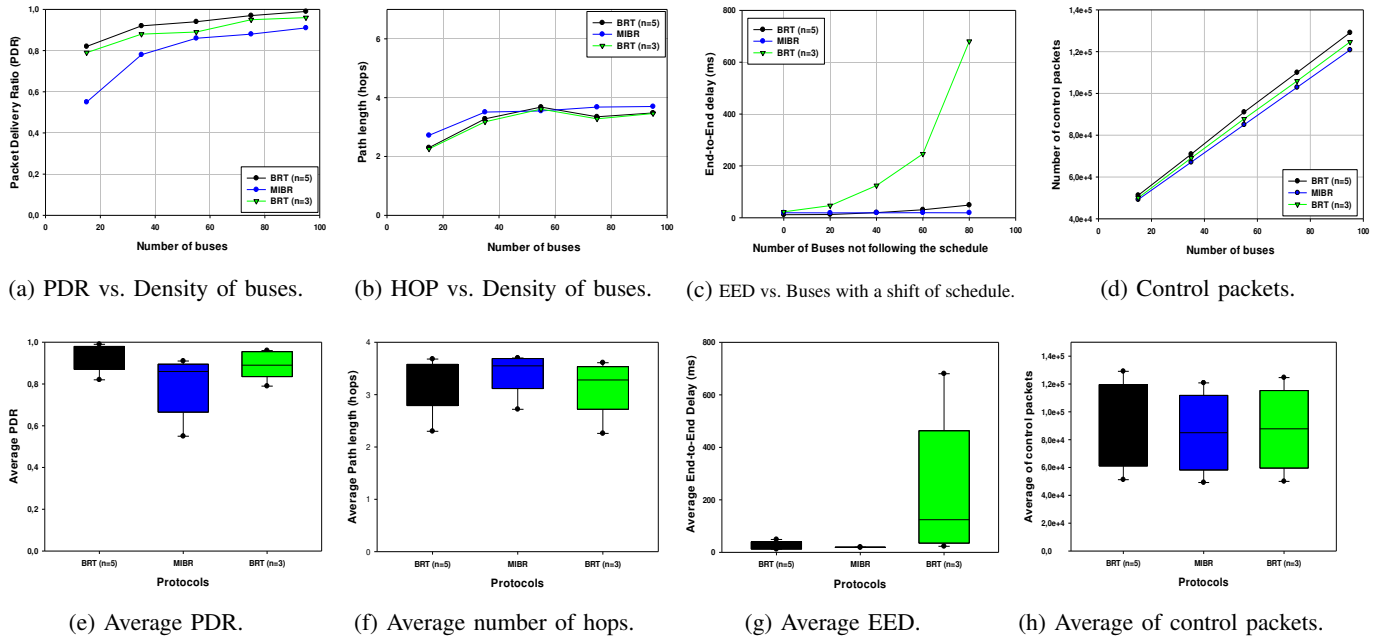 Packet Delivery Ratio (PDR)
1,0
0,8
0,6
0,4
0,2
0,0
0
20
40
60
80
100
Number of buses
BRT (n=5)
MIBR
BRT (n=3)
(a) PDR vs. Density of buses.
Path length (hops)
6
4
2
0
0
20
40
60
80
100
Number of buses
BRT (n=5)
MIBR
BRT (n=3)
(b) HOP vs. Density of buses.
End-to-End delay (ms)
800
600
400
200
0
0
20
40
60
80
100
Number of Buses not following the schedule
BRT (n=5)
MIBR
BRT (n=3)
(c) EED vs. Buses with a shift of schedule.
Number of control packets
1,4e+5
1,2e+5
1,0e+5
8,0e+4
6,0e+4
4,0e+4
0
20
40
60
80
100
Number of buses
BRT (n=5)
MIBR
BRT (n=3)
(d) Control packets.
Average PDR
1,0
0,8
0,6
0,4
0,2
0,0
BRT (n=5)
MIBR
BRT (n=3)
Protocols
(e) Average PDR.
Average Path length (hops)
4
3
2
1
0
BRT (n=5)
MIBR
BRT (n=3)
Protocols
(f) Average number of hops.
Average End-to-End Delay (ms)
800
600
400
200
0
BRT (n=5)
MIBR
BRT (n=3)
Protocols
(g) Average EED.
Average of control packets
1,4e+5
1,2e+5
1,0e+5
8,0e+4
6,0e+4
4,0e+4
2,0e+4
0,0
BRT (n=5)
MIBR
BRT (n=3)
Protocols
(h) Average of control packets.